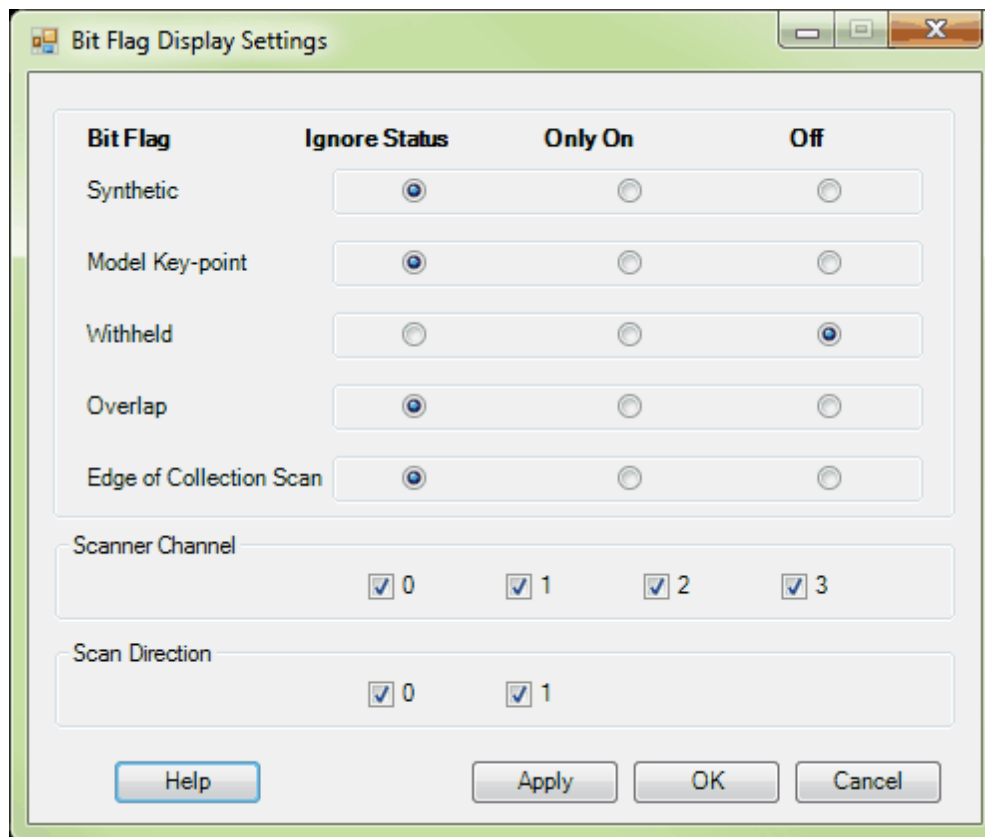 Bit Flag Display Settings
Bit Flag Ignore Status Only On Off
Synthetic
Model Key-point
Withheld
Overlap
Edge of Collection Scan
Scanner Channel
0 1 2 3
Scan Direction
0 1
Help Apply OK Cancel